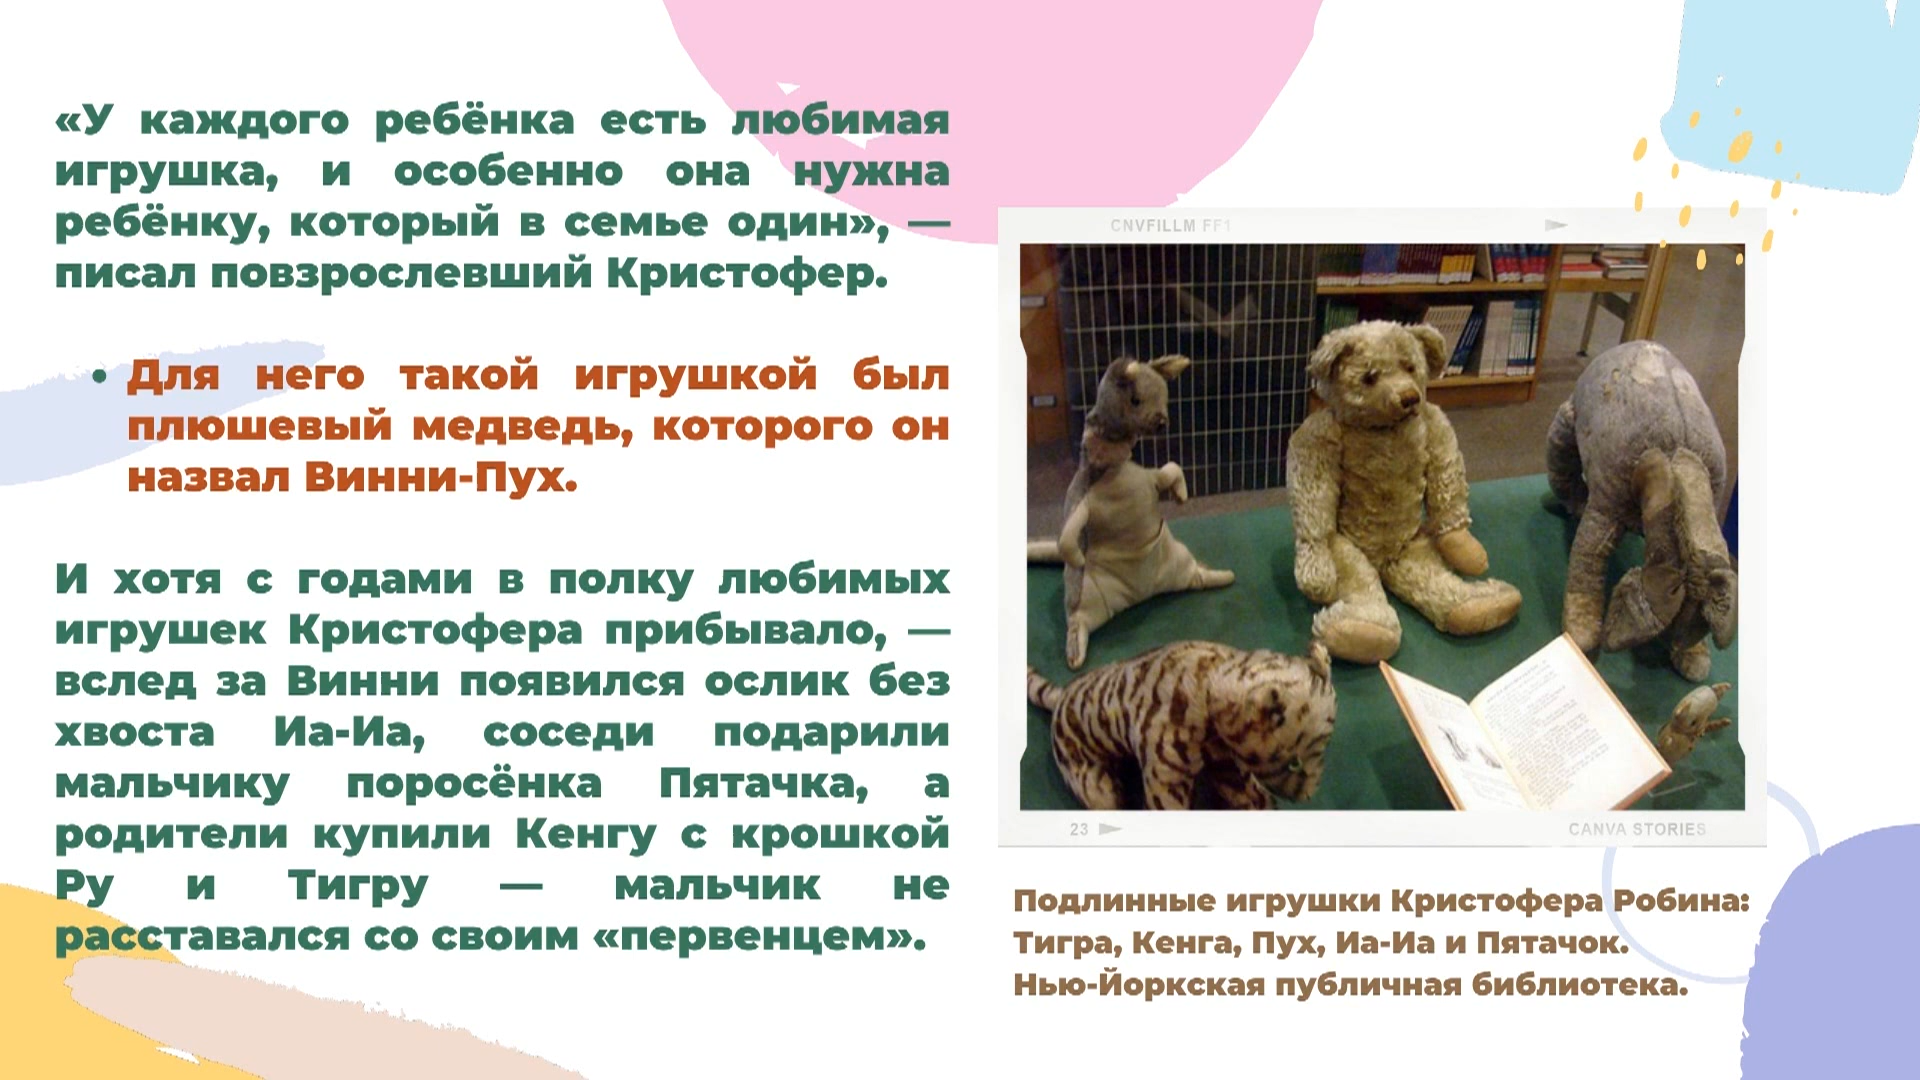 «У каждого ребёнка есть любимая
игрушка, и особенно она нужна
ребёнку, который в семье один», —
писал повзрослевший Кристофер.
• Для него такой игрушкой был
плюшевый медведь, которого он
назвал Винни-Пух.
И хотя с годами в полку любимых
игрушек Кристофера прибывало, —
вслед за Винни появился ослик без
хвоста Иа-Иа, соседи подарили
мальчику поросёнка Пятачка, а
родители купили Кенгу с крошкой
Ру и Тигру — мальчик не
расставался со своим «первенцем».
CNVFILLM FF1
23
CANVA STORIES
Подлинные игрушки Кристофера Робина:
Тигра, Кенга, Пух, Иа-Иа и Пятачок.
Нью-Йоркская публичная библиотека.